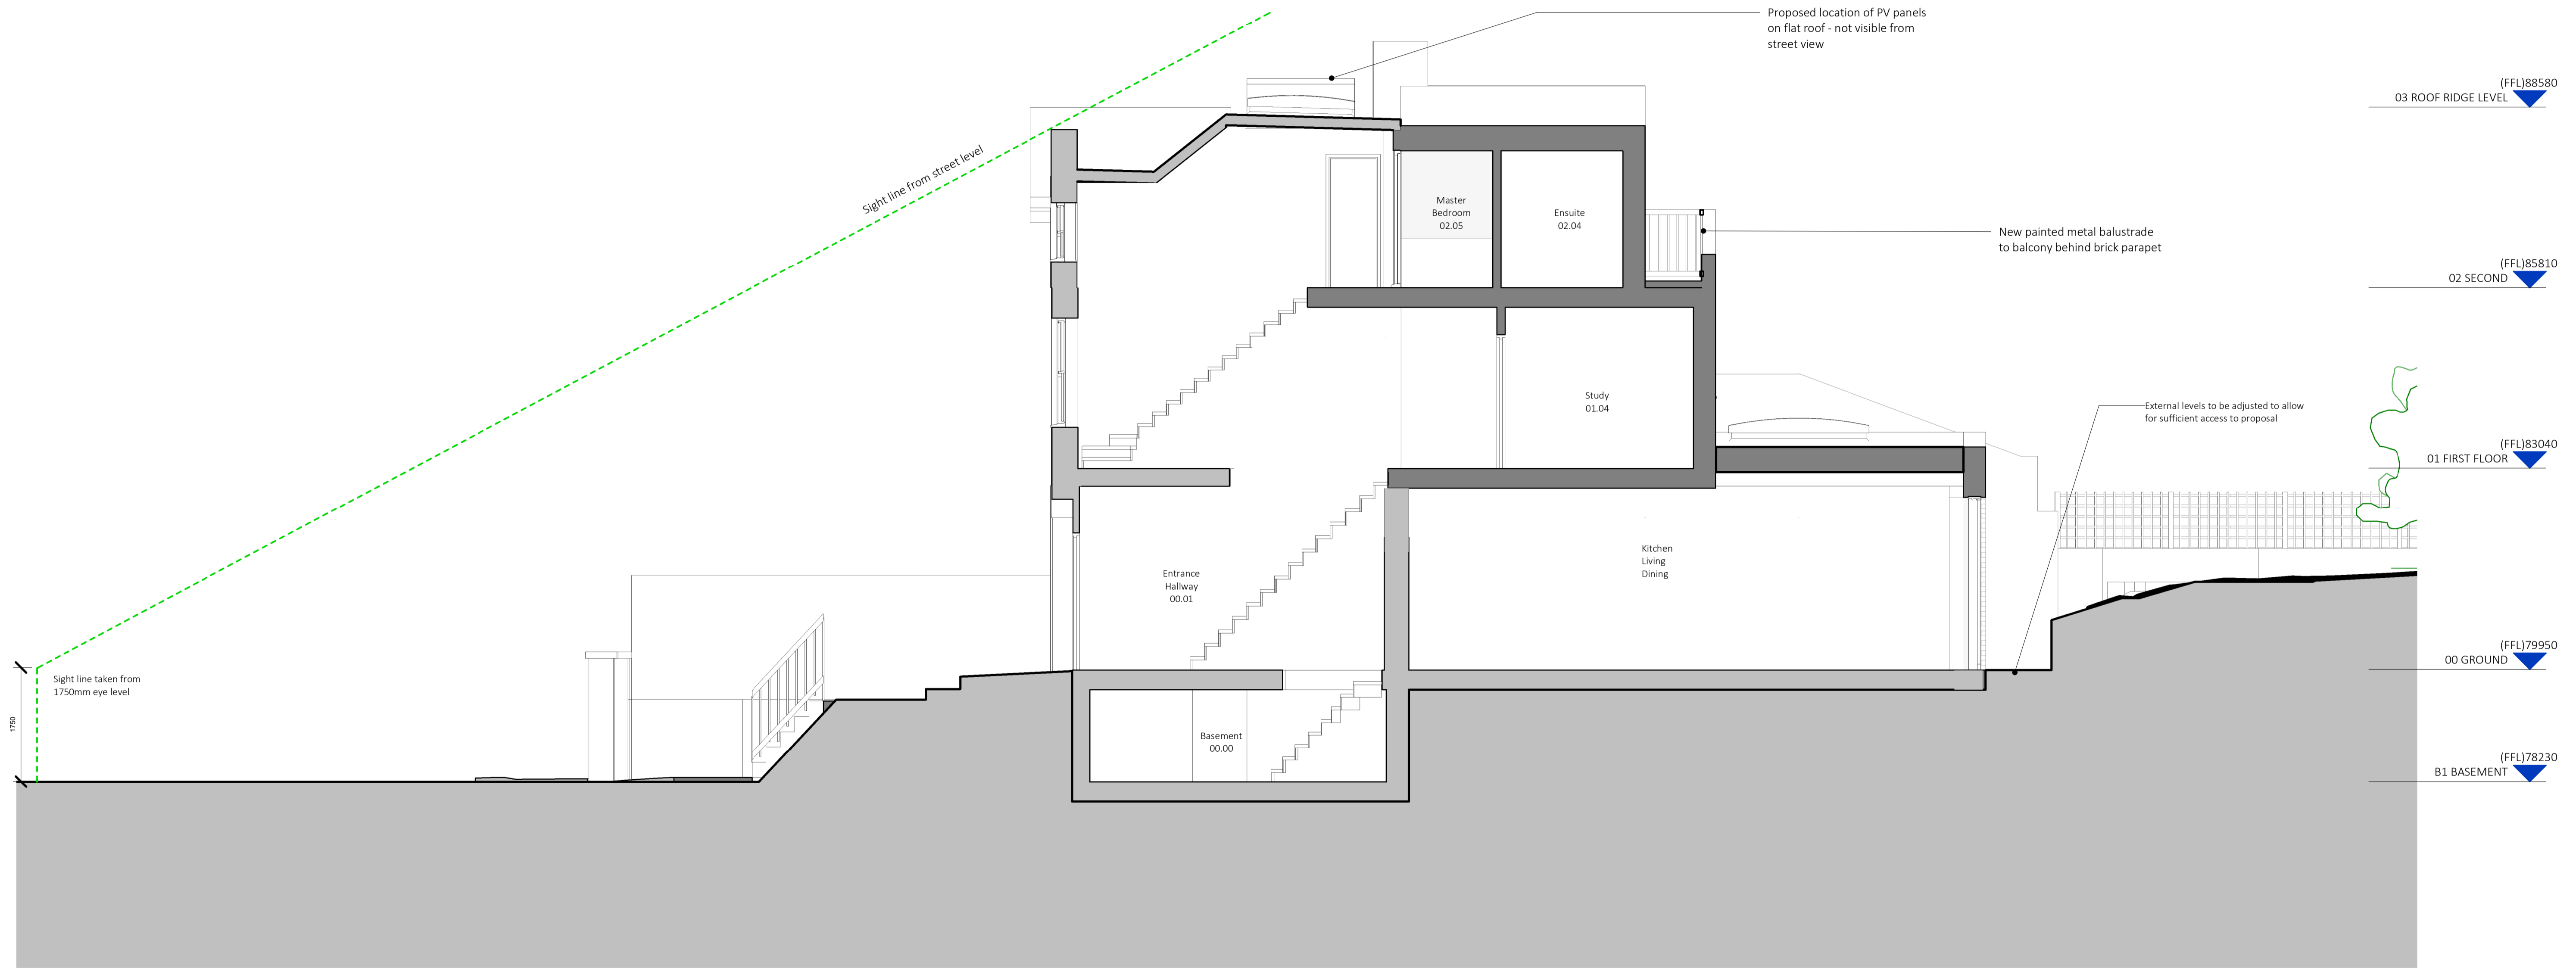 Proposed location of PV panels
on flat roof - not visible from
street view
(FFL)88580
03 ROOF RIDGE LEVEL
Sight line from street level
Master
Bedroom
02.05
Ensuite
02.04
New painted metal balustrade
to balcony behind brick parapet
(FFL)85810
02 SECOND
Study
01.04
External levels to be adjusted to allow
for sufficient access to proposal
(FFL)83040
01 FIRST FLOOR
Entrance
Hallway
00.01
Kitchen
Living
Dining
(FFL)79950
00 GROUND
Sight line taken from
1750mm eye level
1750
Basement
00.00
(FFL)78230
B1 BASEMENT